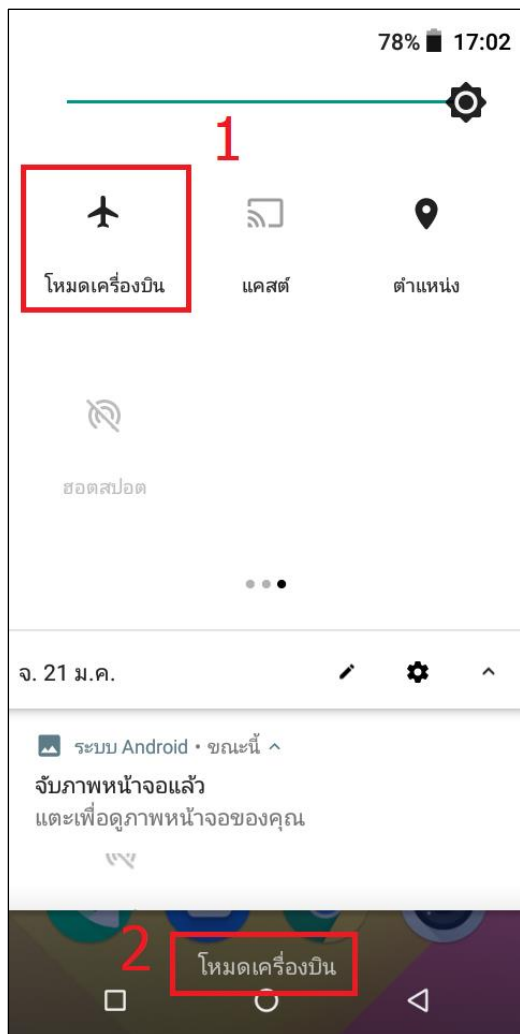 78% 17:02
1
โหมดเครื่องบิน แคสต์ ตำแหน่ง
ฮอตสปอต
จ. 21 ม.ค.
ระบบ Android • ขณะนี้
จับภาพหน้าจอแล้ว
แตะเพื่อดูภาพหน้าจอของคุณ
2
โหมดเครื่องบิน